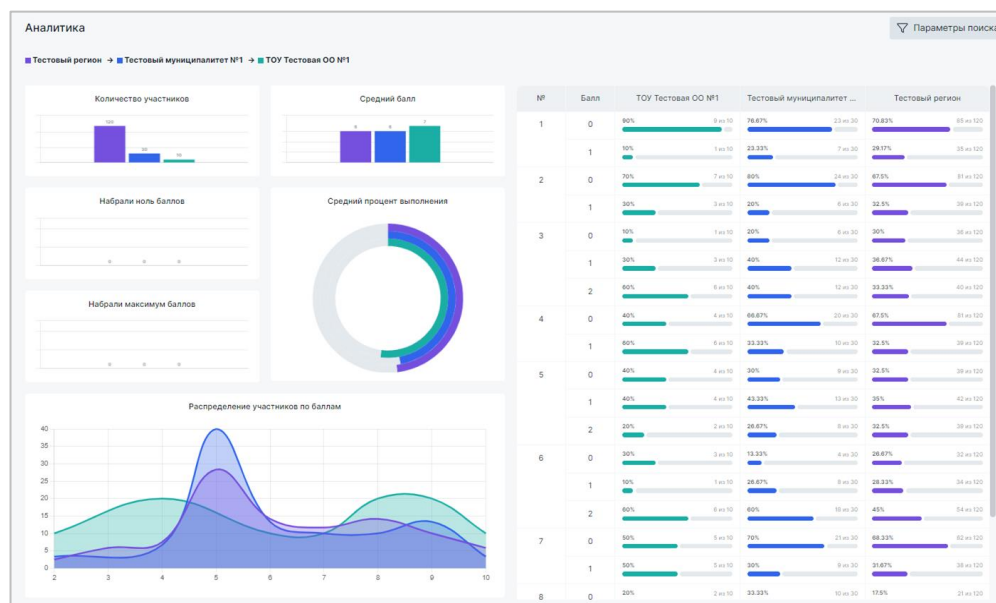 Аналитика
Параметры поиска
Тестовый регион → Тестовый муниципалитет №1 → ТОУ Тестовая ОО №1
Количество участников
120
30
10
Средний балл
6
6
7
Набрали ноль баллов
0
0
0
Средний процент выполнения
Набрали максимум баллов
0
0
0
Распределение участников по баллам
40
35
30
25
20
15
10
5
0
2 3 4 5 6 7 8 9 10
№ Балл ТОУ Тестовая ОО №1 Тестовый муниципалитет ... Тестовый регион
1 0 90% 9 из 10 76.67% 23 из 30 70.83% 85 из 120
1 10% 1 из 10 23.33% 7 из 30 29.17% 35 из 120
2 0 70% 7 из 10 80% 24 из 30 67.5% 81 из 120
1 30% 3 из 10 20% 6 из 30 32.5% 39 из 120
3 0 10% 1 из 10 20% 6 из 30 30% 36 из 120
1 30% 3 из 10 40% 12 из 30 36.67% 44 из 120
2 60% 6 из 10 40% 12 из 30 33.33% 40 из 120
4 0 40% 4 из 10 66.67% 20 из 30 67.5% 81 из 120
1 60% 6 из 10 33.33% 10 из 30 32.5% 39 из 120
5 0 40% 4 из 10 30% 9 из 30 32.5% 39 из 120
1 40% 4 из 10 43.33% 13 из 30 35% 42 из 120
2 20% 2 из 10 26.67% 8 из 30 32.5% 39 из 120
6 0 30% 3 из 10 13.33% 4 из 30 26.67% 32 из 120
1 10% 1 из 10 26.67% 8 из 30 28.33% 34 из 120
2 60% 6 из 10 60% 18 из 30 45% 54 из 120
7 0 50% 5 из 10 70% 21 из 30 68.33% 82 из 120
1 50% 5 из 10 30% 9 из 30 31.67% 38 из 120
8 0 20% 2 из 10 33.33% 10 из 30 17.5% 21 из 120